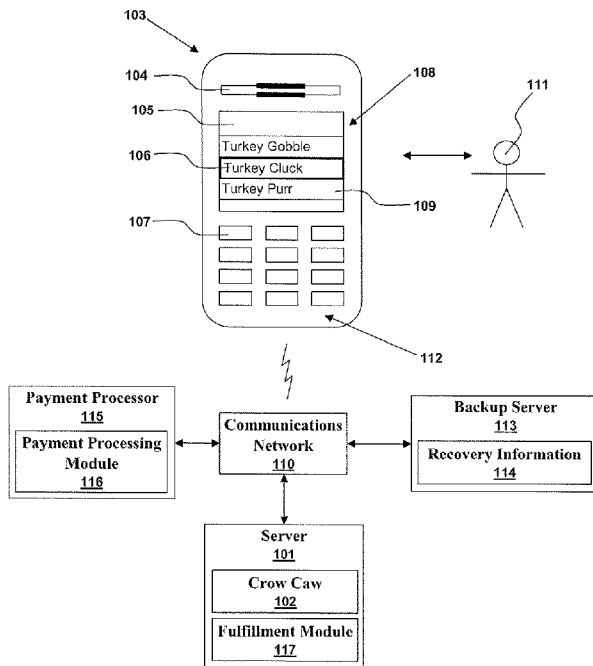 103
104
108
111
105
Turkey Gobble
106
Turkey Cluck
Turkey Purr
109
107
112
Payment Processor
115
Payment Processing
Module
116
Communications
Network
110
Backup Server
113
Recovery Information
114
Server
101
Crow Caw
102
Fulfillment Module
117